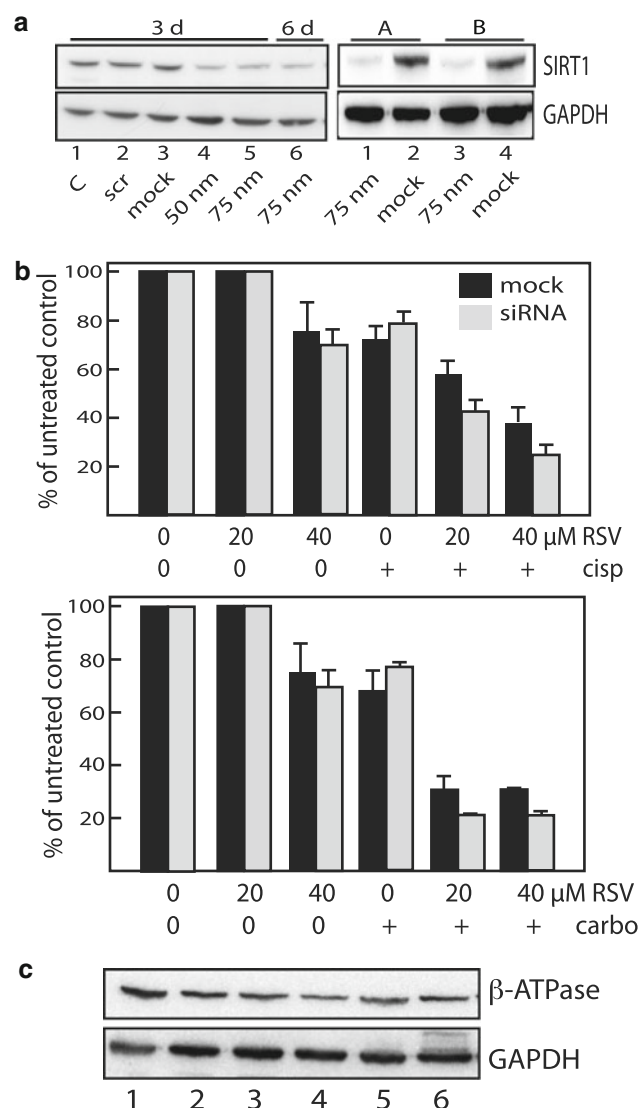 a
3 d 6 d A B
SIRT1
GAPDH
1 2 3 4 5 6 1 2 3 4
C scr mock 50 nm 75 nm 75 nm 75 nm mock 75 nm mock
b
% of untreated control
100
80
60
40
20
mock
siRNA
0 20 40 0 20 40 µM RSV
0 0 0 + + + cisp
% of untreated control
100
80
60
40
20
0 20 40 0 20 40 µM RSV
0 0 0 + + + carbo
c
β-ATPase
GAPDH
1 2 3 4 5 6